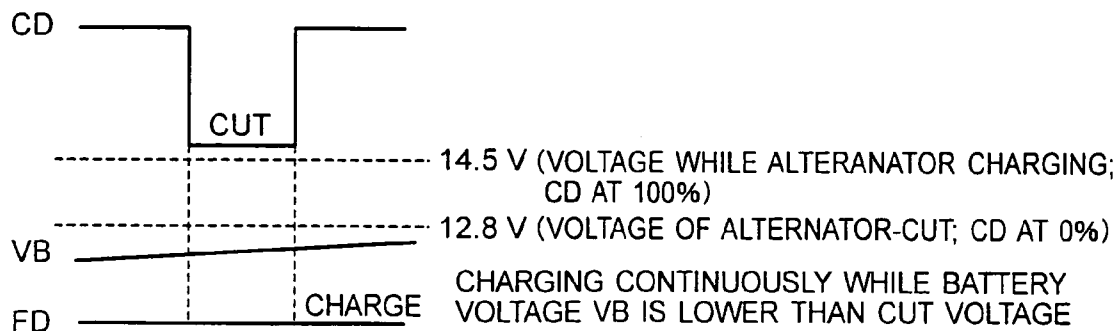 CD
CUT
14.5 V (VOLTAGE WHILE ALTERANATOR CHARGING;
CD AT 100%)
12.8 V (VOLTAGE OF ALTERNATOR-CUT; CD AT 0%)
VB
CHARGING CONTINUOUSLY WHILE BATTERY
CHARGE VOLTAGE VB IS LOWER THAN CUT VOLTAGE
FD